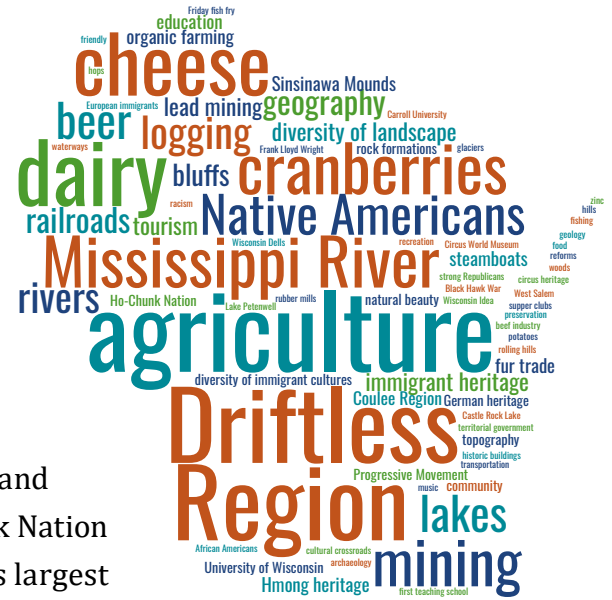 Friday fish fry
education
friendly organic farming
cheese
hops
Sinsinawa Mounds
European immigrants lead mining geography
beer logging
Carroll University
diversity of landscape
waterways
Frank Lloyd Wright rock formations glaciers
dairy bluffs cranberries
racism
zinc
hills
railroads tourism Native Americans
fishing
geology
Wisconsin Dells recreation Circus World Museum
food
Mississippi River steamboats
reforms
woods
strong Republicans circus heritage
Black Hawk War
rivers Ho-Chunk Nation rubber mills natural beauty Wisconsin Idea
West Salem
Lake Petenwell
supper clubs
preservation
agriculture
beef industry
potatoes
rolling hills
fur trade
diversity of immigrant cultures immigrant heritage
Coulee Region German heritage
Driftless
Castle Rock Lake
territorial government
topography
historic buildings
transportation
Progressive Movement
and
Region music community
lakes
k Nation
African Americans cultural crossroads
archaeology
mining
University of Wisconsin
s largest
Hmong heritage
first teaching school